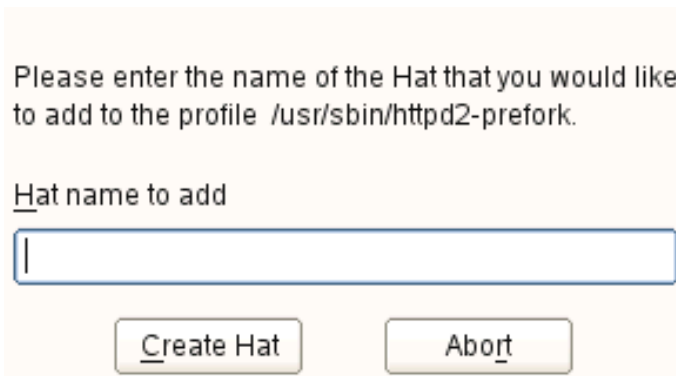 Please enter the name of the Hat that you would like
to add to the profile /usr/sbin/httpd2-prefork.
Hat name to add
Create Hat
Abort